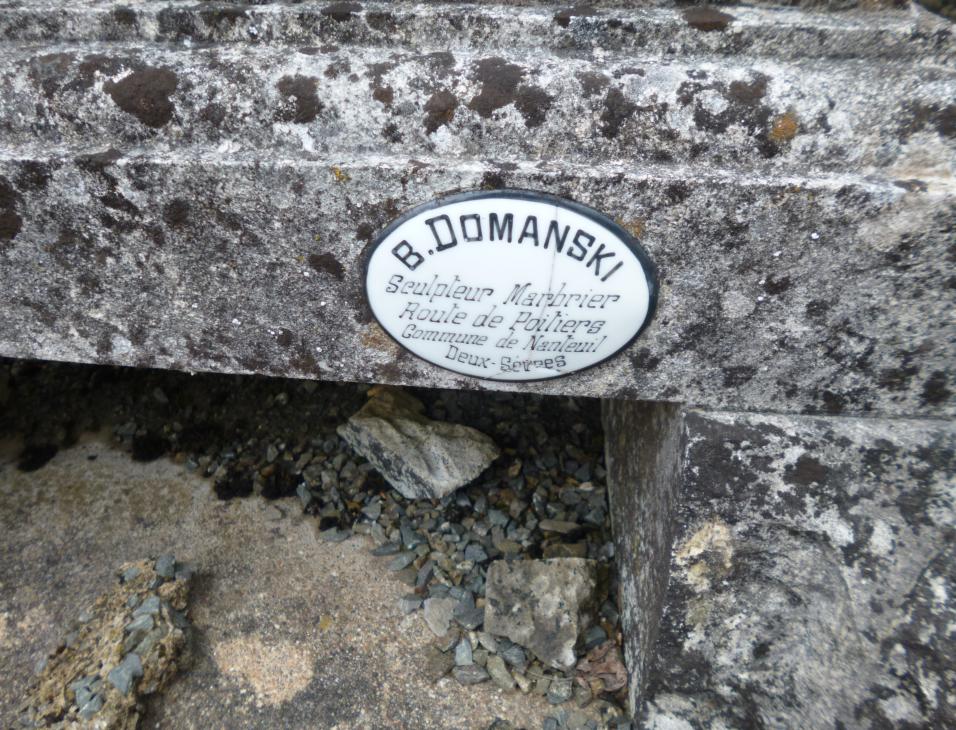 B. DOMANSKI
Sculpteur Marbrier
Route de Poitiers
Commune de Nanteuil
Deux-Sèvres